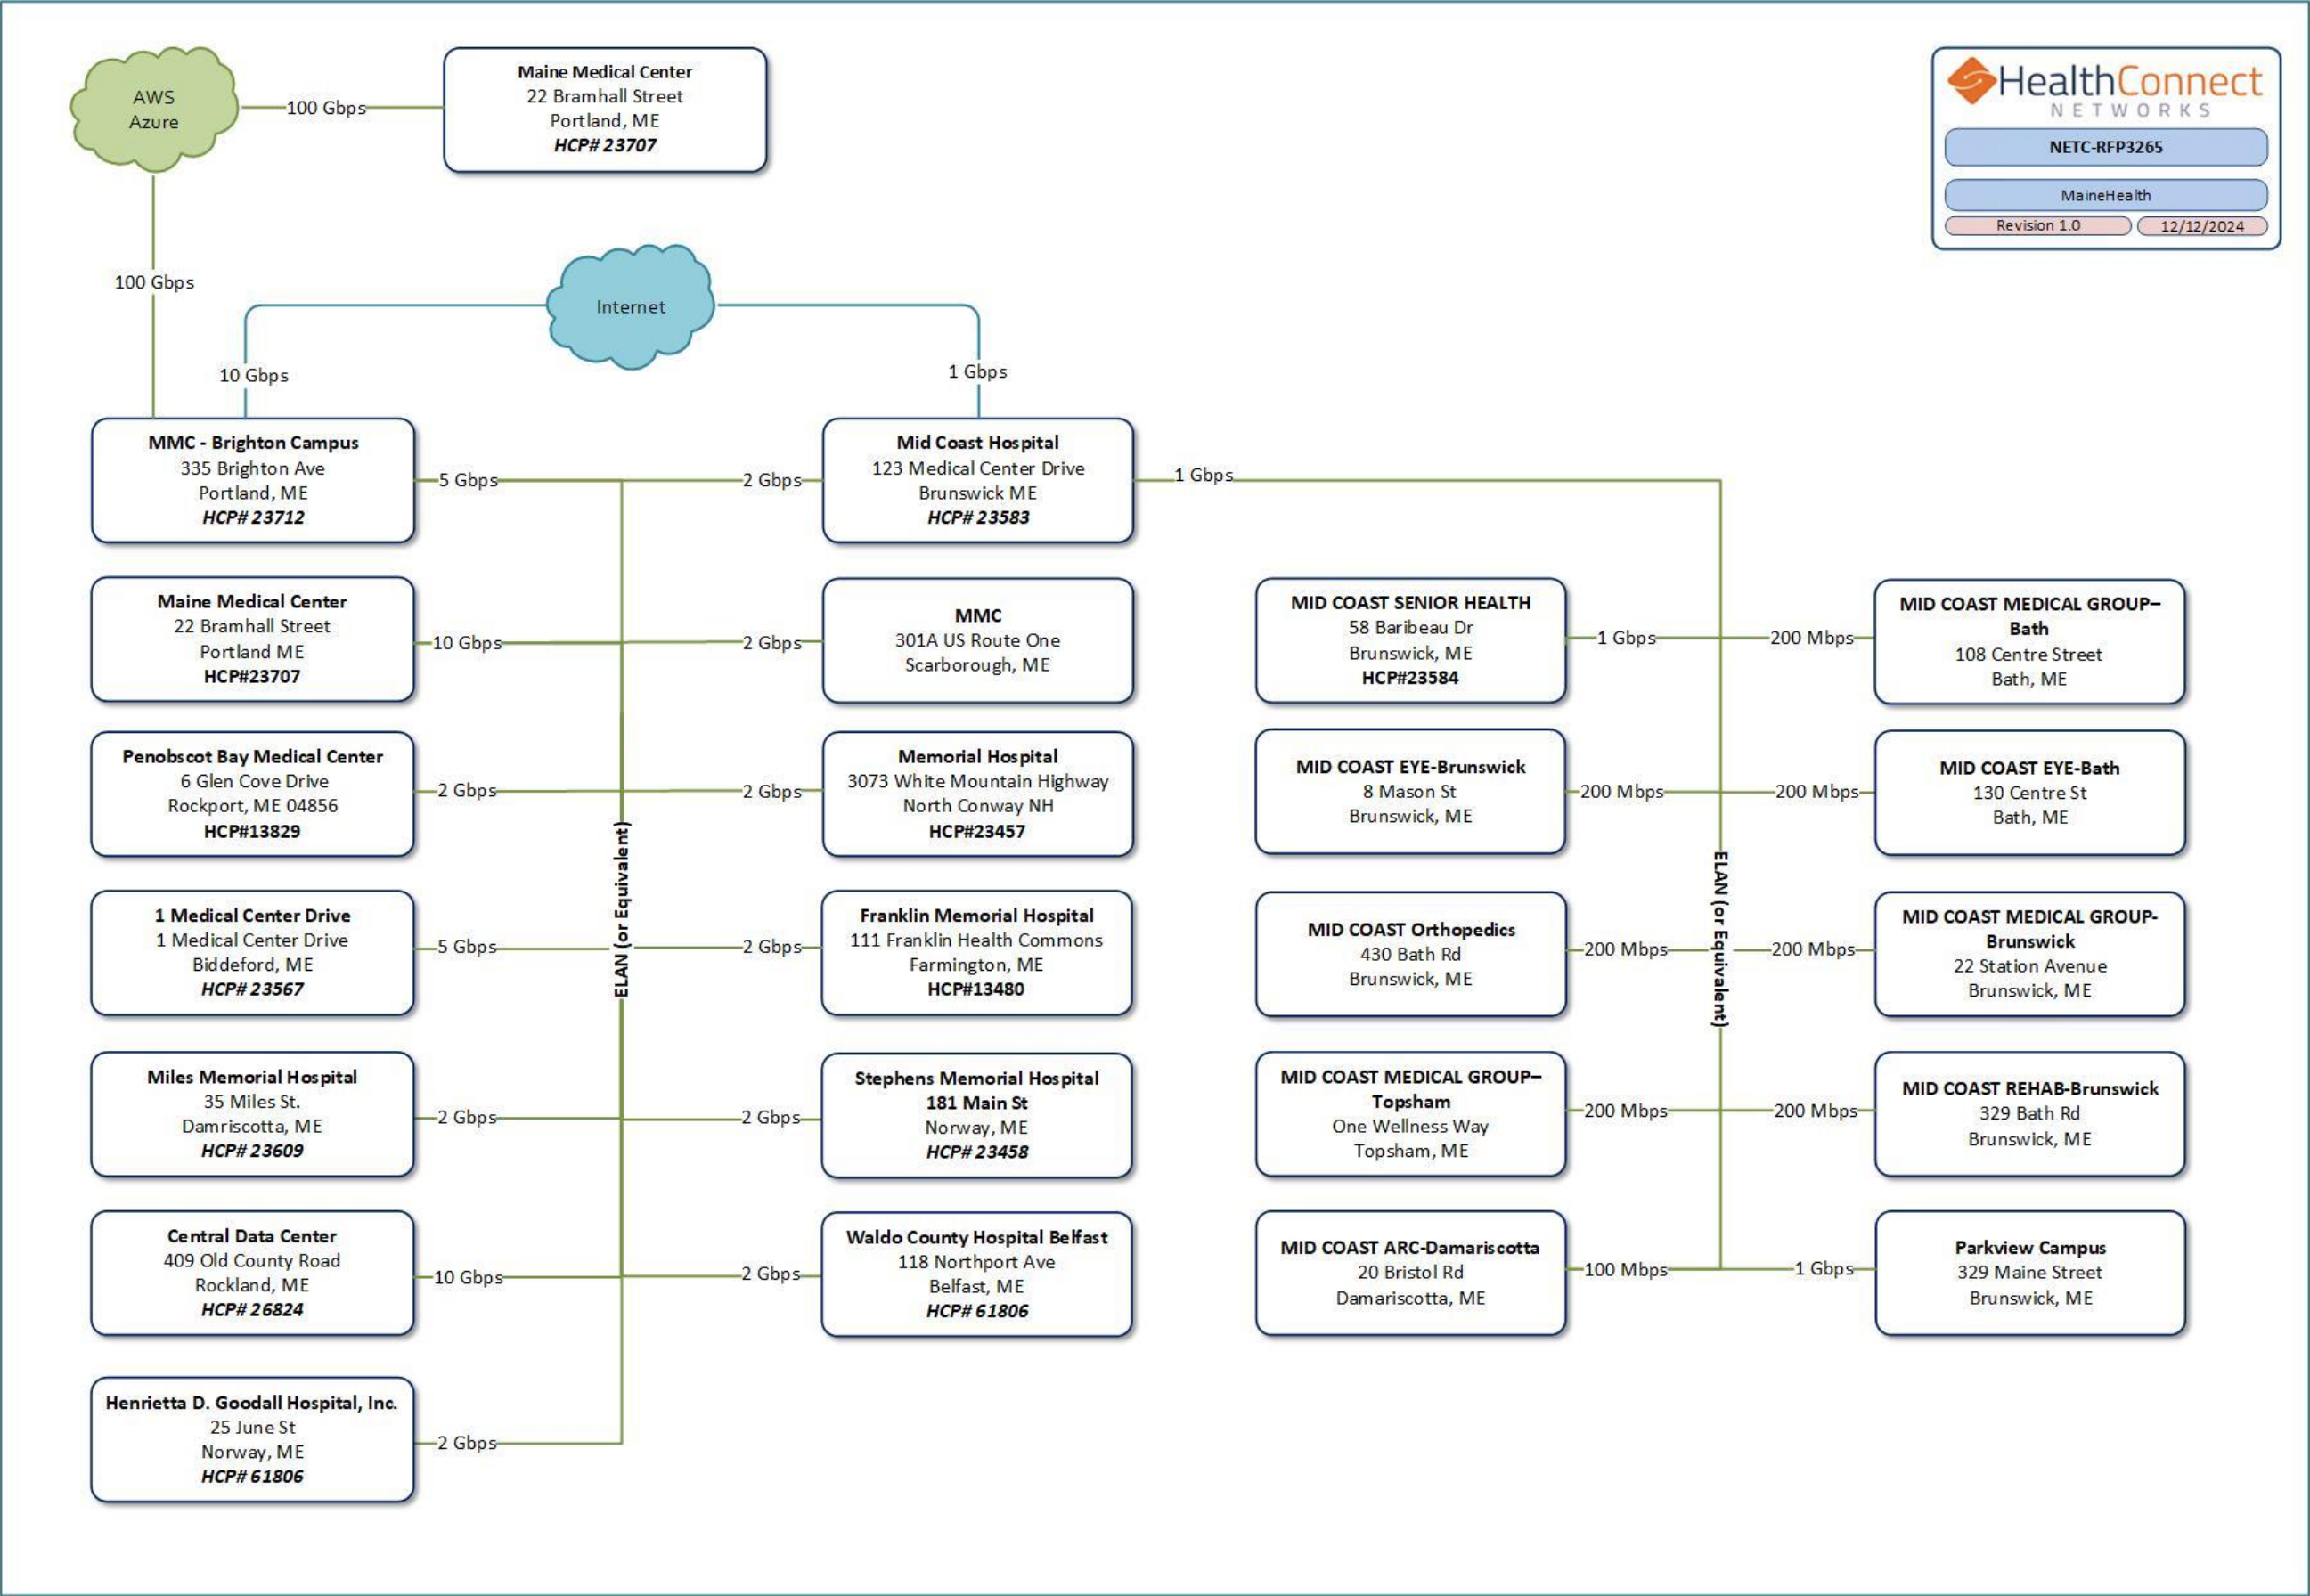 AWS
Azure
100 Gbps
Maine Medical Center
22 Bramhall Street
Portland, ME
HCP# 23707
HealthConnect
NETWORKS
NETC-RFP3265
MaineHealth
Revision 1.0
12/12/2024
100 Gbps
Internet
10 Gbps
1 Gbps
MMC - Brighton Campus
335 Brighton Ave
Portland, ME
HCP# 23712
5 Gbps
2 Gbps
Mid Coast Hospital
123 Medical Center Drive
Brunswick ME
HCP# 23583
1 Gbps
Maine Medical Center
22 Bramhall Street
Portland ME
HCP#23707
10 Gbps
2 Gbps
MMC
301A US Route One
Scarborough, ME
Penobscot Bay Medical Center
6 Glen Cove Drive
Rockport, ME 04856
HCP#13829
2 Gbps
2 Gbps
Memorial Hospital
3073 White Mountain Highway
North Conway NH
HCP#23457
1 Medical Center Drive
1 Medical Center Drive
Biddeford, ME
HCP# 23567
5 Gbps
ELAN (or Equivalent)
2 Gbps
Franklin Memorial Hospital
111 Franklin Health Commons
Farmington, ME
HCP#13480
Miles Memorial Hospital
35 Miles St.
Damriscotta, ME
HCP# 23609
2 Gbps
2 Gbps
Stephens Memorial Hospital
181 Main St
Norway, ME
HCP# 23458
Central Data Center
409 Old County Road
Rockland, ME
HCP# 26824
10 Gbps
2 Gbps
Waldo County Hospital Belfast
118 Northport Ave
Belfast, ME
HCP# 61806
Henrietta D. Goodall Hospital, Inc.
25 June St
Norway, ME
HCP# 61806
2 Gbps
MID COAST SENIOR HEALTH
58 Baribeau Dr
Brunswick, ME
HCP#23584
1 Gbps
200 Mbps
MID COAST MEDICAL GROUP–
Bath
108 Centre Street
Bath, ME
MID COAST EYE-Brunswick
8 Mason St
Brunswick, ME
200 Mbps
200 Mbps
MID COAST EYE-Bath
130 Centre St
Bath, ME
MID COAST Orthopedics
430 Bath Rd
Brunswick, ME
200 Mbps
ELAN (or Equivalent)
200 Mbps
MID COAST MEDICAL GROUP-
Brunswick
22 Station Avenue
Brunswick, ME
MID COAST MEDICAL GROUP–
Topsham
One Wellness Way
Topsham, ME
200 Mbps
200 Mbps
MID COAST REHAB-Brunswick
329 Bath Rd
Brunswick, ME
MID COAST ARC-Damariscotta
20 Bristol Rd
Damariscotta, ME
100 Mbps
1 Gbps
Parkview Campus
329 Maine Street
Brunswick, ME